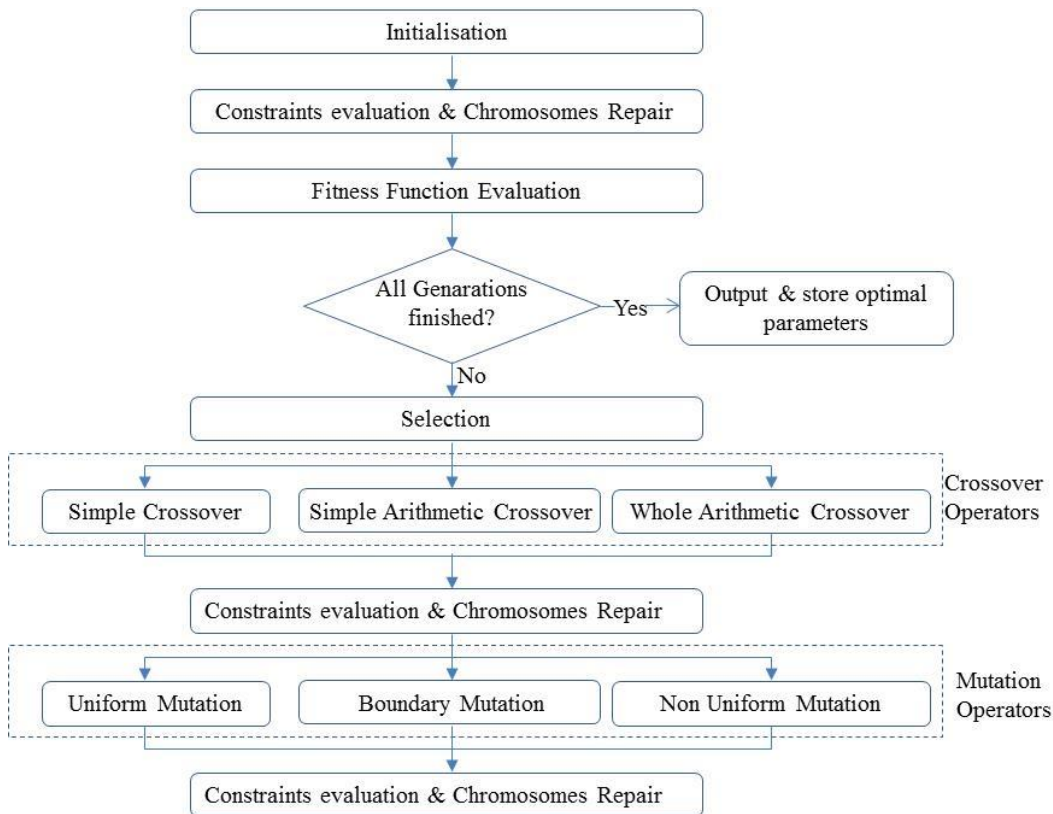 Initialisation
Constraints evaluation & Chromosomes Repair
Fitness Function Evaluation
All Genarations
finished?
Yes
Output & store optimal
parameters
No
Selection
Simple Crossover
Simple Arithmetic Crossover
Whole Arithmetic Crossover
Crossover
Operators
Constraints evaluation & Chromosomes Repair
Uniform Mutation
Boundary Mutation
Non Uniform Mutation
Mutation
Operators
Constraints evaluation & Chromosomes Repair